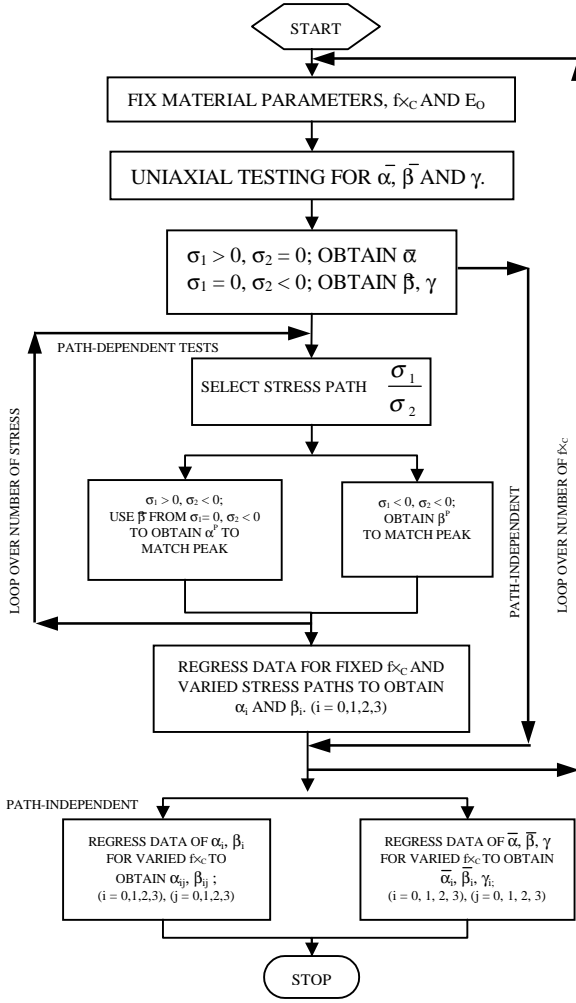 START
FIX MATERIAL PARAMETERS, f×C AND EO
UNIAXIAL TESTING FOR ᾱ, β̄ AND γ.
σ1 > 0, σ2 = 0; OBTAIN ᾱ
σ1 = 0, σ2 < 0; OBTAIN β̄, γ
PATH-DEPENDENT TESTS
SELECT STRESS PATH σ1 / σ2
LOOP OVER NUMBER OF STRESS
σ1 > 0, σ2 < 0;
USE β̄ FROM σ1= 0, σ2 < 0
TO OBTAIN αP TO
MATCH PEAK
σ1 < 0, σ2 < 0;
OBTAIN βP
TO MATCH PEAK
PATH-INDEPENDENT
LOOP OVER NUMBER OF f×C
REGRESS DATA FOR FIXED f×C AND
VARIED STRESS PATHS TO OBTAIN
αi AND βi. (i = 0,1,2,3)
PATH-INDEPENDENT
REGRESS DATA OF αi, βi
FOR VARIED f×C TO
OBTAIN αij, βij ;
(i = 0,1,2,3), (j = 0,1,2,3)
REGRESS DATA OF ᾱ, β̄, γ
FOR VARIED f×C TO OBTAIN
ᾱi, β̄i, γi;
(i = 0, 1, 2, 3), (j = 0, 1, 2, 3)
STOP